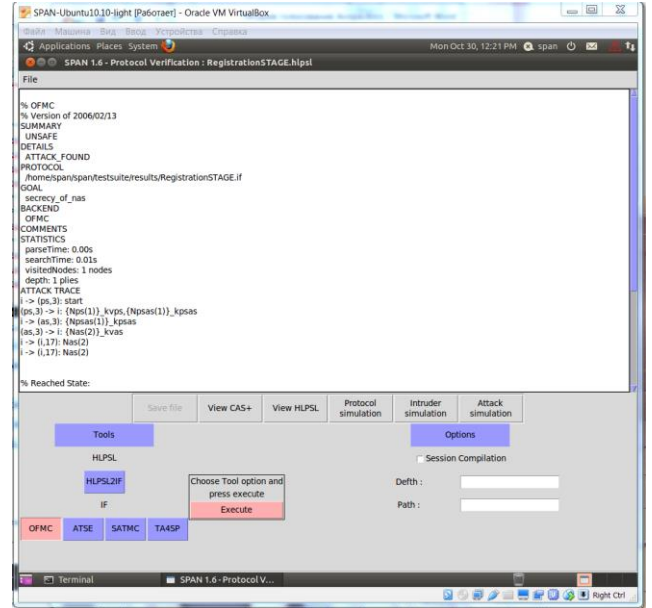 SPAN-Ubuntu10.10-light [Работает] - Oracle VM VirtualBox
Файл Машина Вид Ввод Устройства Справка
Applications Places System Mon Oct 30, 12:21 PM span
SPAN 1.6 - Protocol Verification : RegistrationSTAGE.hlpsl
File
% OFMC
% Version of 2006/02/13
SUMMARY
UNSAFE
DETAILS
ATTACK_FOUND
PROTOCOL
/home/span/span/testsuite/results/RegistrationSTAGE.if
GOAL
secrecy_of_nas
BACKEND
OFMC
COMMENTS
STATISTICS
parseTime: 0.00s
searchTime: 0.01s
visitedNodes: 1 nodes
depth: 1 plies
ATTACK TRACE
i -> (ps,3): start
(ps,3) -> i: {Nps(1)}_kvps,{Npsas(1)}_kpsas
i -> (as,3): {Npsas(1)}_kpsas
(as,3) -> i: {Nas(2)}_kvas
i -> (i,17): Nas(2)
i -> (i,17): Nas(2)
% Reached State:
Save file View CAS+ View HLPSL Protocol simulation Intruder simulation Attack simulation
Tools Options
HLPSL Session Compilation
HLPSL2IF Choose Tool option and press execute Defth :
IF Execute Path :
OFMC ATSE SATMC TA4SP
Terminal SPAN 1.6 - Protocol V...
Right Ctrl